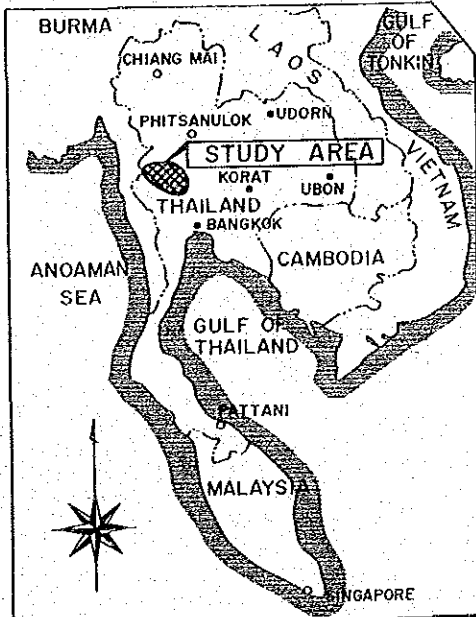 BURMA
GULF
OF
TONKIN
LAOS
CHIANG MAI
PHITSANULOK
UDORN
STUDY AREA
VIETNAM
KORAT
UBON
THAILAND
BANGKOK
CAMBODIA
ANOAMAN
SEA
GULF OF
THAILAND
PATTANI
MALAYSIA
SINGAPORE